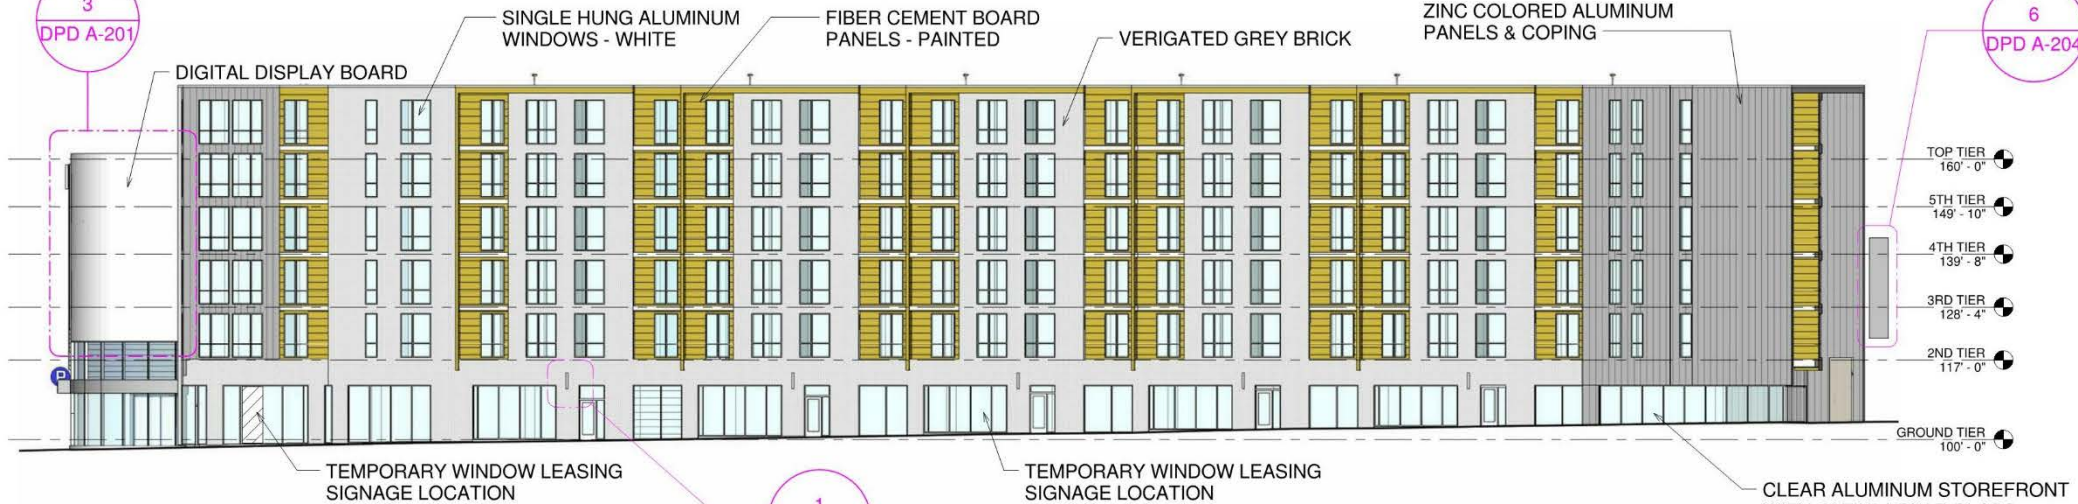 3
DPD A-201
SINGLE HUNG ALUMINUM
WINDOWS - WHITE
FIBER CEMENT BOARD
PANELS - PAINTED
VERIGATED GREY BRICK
ZINC COLORED ALUMINUM
PANELS & COPING
6
DPD A-204
DIGITAL DISPLAY BOARD
TOP TIER
160' - 0"
5TH TIER
149' - 10"
4TH TIER
139' - 8"
3RD TIER
128' - 4"
2ND TIER
117' - 0"
P
GROUND TIER
100' - 0"
TEMPORARY WINDOW LEASING
SIGNAGE LOCATION
1
TEMPORARY WINDOW LEASING
SIGNAGE LOCATION
CLEAR ALUMINUM STOREFRONT